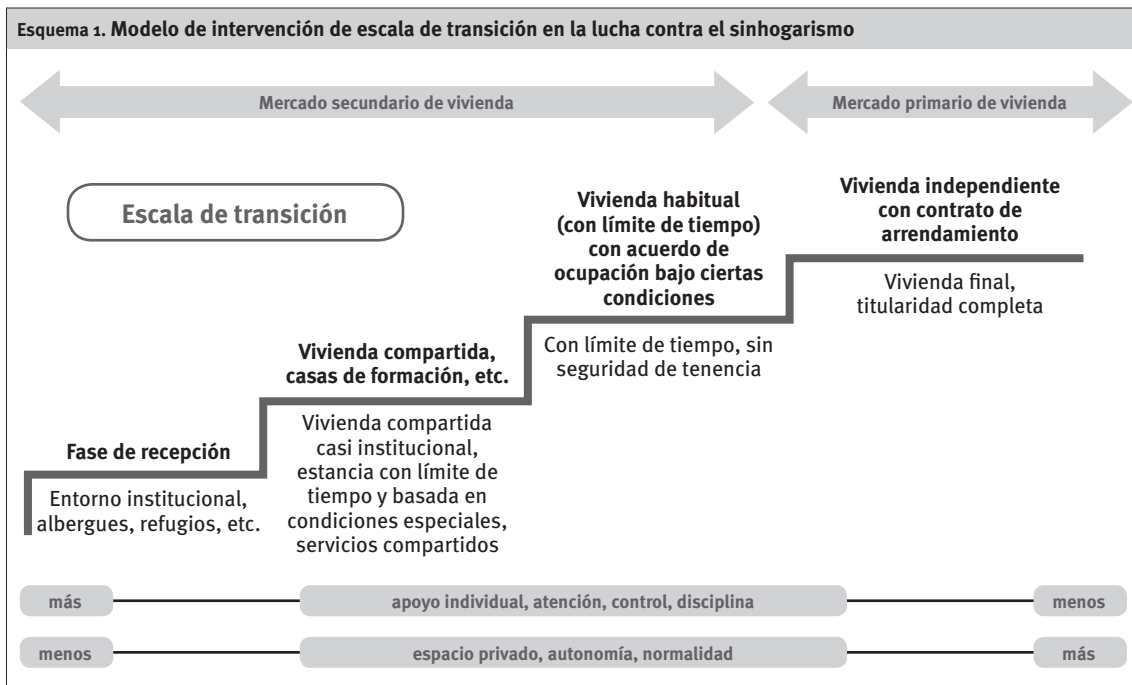 Esquema 1. Modelo de intervención de escala de transición en la lucha contra el sinhogarismo
Mercado secundario de vivienda
Mercado primario de vivienda
Escala de transición
Fase de recepción
Entorno institucional,
albergues, refugios, etc.
Vivienda compartida,
casas de formación, etc.
Vivienda compartida
casi institucional,
estancia con límite de
tiempo y basada en
condiciones especiales,
servicios compartidos
Vivienda habitual
(con límite de tiempo)
con acuerdo de
ocupación bajo ciertas
condiciones
Con límite de tiempo, sin
seguridad de tenencia
Vivienda independiente
con contrato de
arrendamiento
Vivienda final,
titularidad completa
más
apoyo individual, atención, control, disciplina
menos
menos
espacio privado, autonomía, normalidad
más